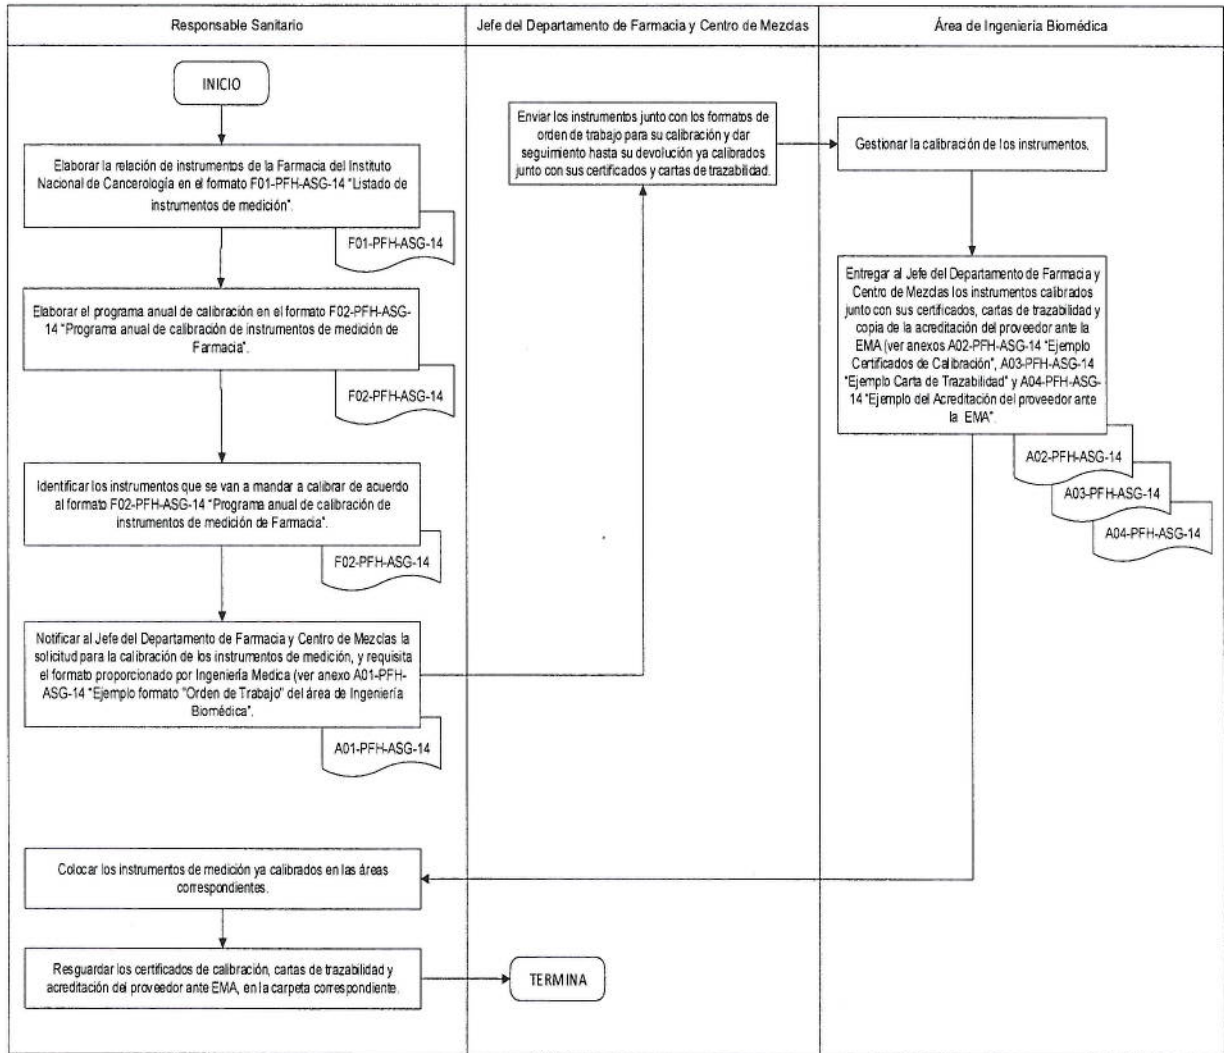 Responsable Sanitario
Jefe del Departamento de Farmacia y Centro de Mezclas
Área de Ingeniería Biomédica
INICIO
Elaborar la relación de instrumentos de la Farmacia del Instituto
Nacional de Cancerología en el formato F01-PFH-ASG-14 "Listado de
instrumentos de medición".
F01-PFH-ASG-14
Elaborar el programa anual de calibración en el formato F02-PFH-ASG-
14 "Programa anual de calibración de instrumentos de medición de
Farmacia".
F02-PFH-ASG-14
Identificar los instrumentos que se van a mandar a calibrar de acuerdo
al formato F02-PFH-ASG-14 "Programa anual de calibración de
instrumentos de medición de Farmacia".
F02-PFH-ASG-14
Notificar al Jefe del Departamento de Farmacia y Centro de Mezclas la
solicitud para la calibración de los instrumentos de medición, y requisita
el formato proporcionado por Ingeniería Medica (ver anexo A01-PFH-
ASG-14 "Ejemplo formato "Orden de Trabajo" del área de Ingeniería
Biomédica".
A01-PFH-ASG-14
Enviar los instrumentos junto con los formatos de
orden de trabajo para su calibración y dar
seguimiento hasta su devolución ya calibrados
junto con sus certificados y cartas de trazabilidad.
Gestionar la calibración de los instrumentos.
Entregar al Jefe del Departamento de Farmacia y
Centro de Mezclas los instrumentos calibrados
junto con sus certificados, cartas de trazabilidad y
copia de la acreditación del proveedor ante la
EMA (ver anexos A02-PFH-ASG-14 "Ejemplo
Certificados de Calibración", A03-PFH-ASG-14
"Ejemplo Carta de Trazabilidad" y A04-PFH-ASG-
14 "Ejemplo del Acreditación del proveedor ante
la EMA".
A02-PFH-ASG-14
A03-PFH-ASG-14
A04-PFH-ASG-14
Colocar los instrumentos de medición ya calibrados en las áreas
correspondientes.
Resguardar los certificados de calibración, cartas de trazabilidad y
acreditación del proveedor ante EMA, en la carpeta correspondiente.
TERMINA